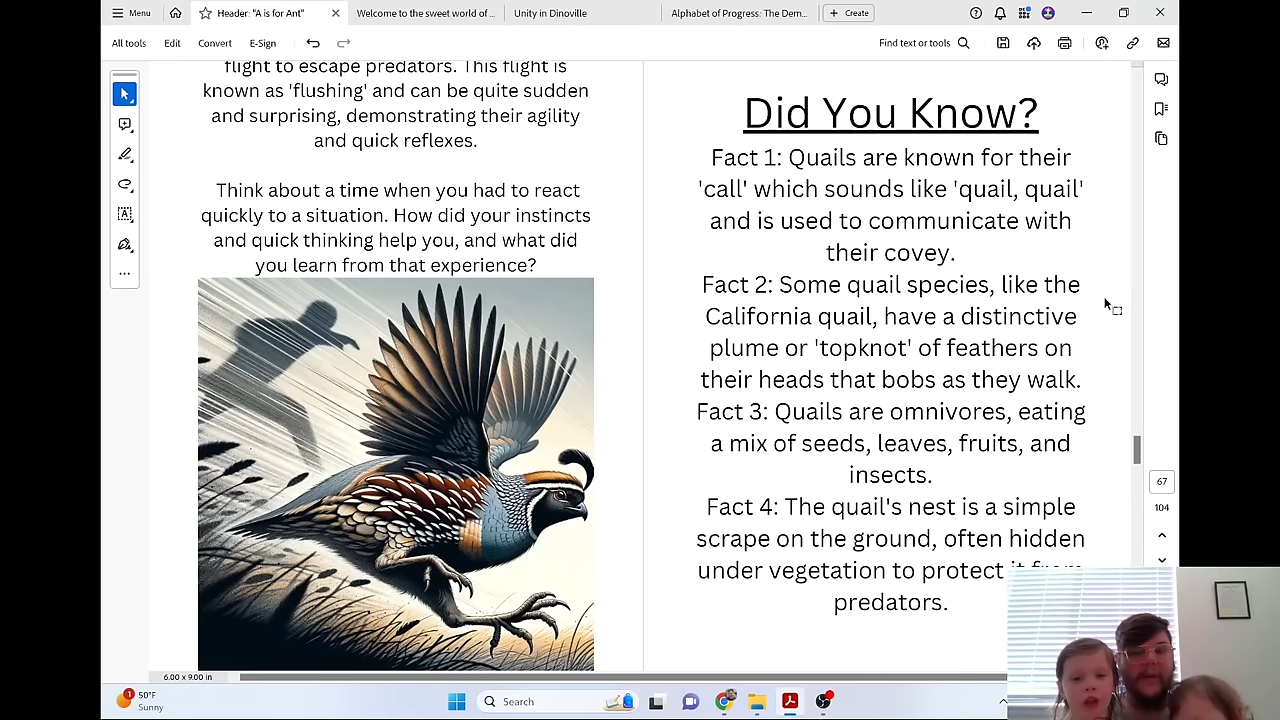 Menu
Header: "A is for Ant"
Welcome to the sweet world of ...
Unity in Unoville
Alphabet of Progress: The Dem...
Create
All tools
Edit
Convert
E-Sign
Find text or tools
flight to escape predators. This flight is
known as 'flushing' and can be quite sudden
and surprising, demonstrating their agility
and quick reflexes.
Think about a time when you had to react
quickly to a situation. How did your instincts
and quick thinking help you, and what did
you learn from that experience?
Did You Know?
Fact 1: Quails are known for their
'call' which sounds like 'quail, quail'
and is used to communicate with
their covey.
Fact 2: Some quail species, like the
California quail, have a distinctive
plume or 'topknot' of feathers on
their heads that bobs as they walk.
Fact 3: Quails are omnivores, eating
a mix of seeds, leaves, fruits, and
insects.
Fact 4: The quail's nest is a simple
scrape on the ground, often hidden
under vegetation to protect it from
predators.
67
104
.00 x 9.00 in
1
50°F
Sunny
Search